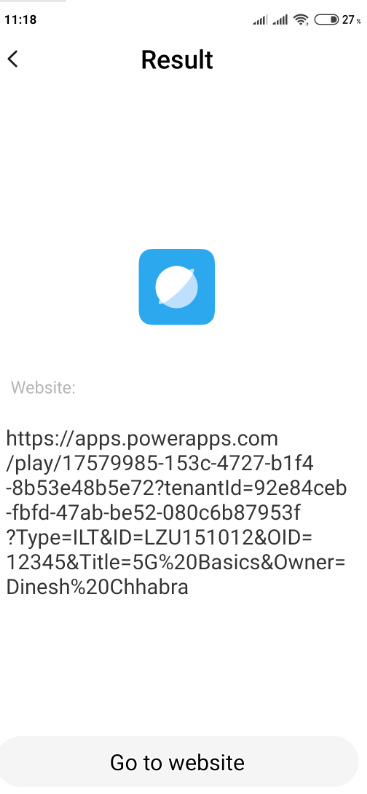 11:18
27%
Result
Website:
https://apps.powerapps.com
/play/17579985-153c-4727-b1f4
-8b53e48b5e72?tenantId=92e84ceb
-fbfd-47ab-be52-080c6b87953f
?Type=ILT&ID=LZU151012&OID=
12345&Title=5G%20Basics&Owner=
Dinesh%20Chhabra
Go to website